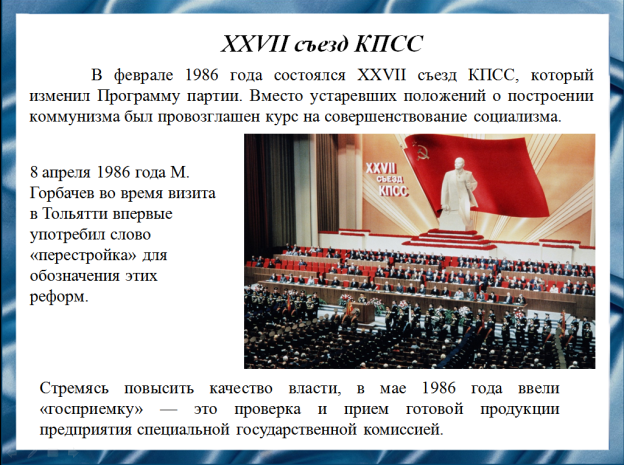 XXVII съезд КПСС
В феврале 1986 года состоялся XXVII съезд КПСС, который
изменил Программу партии. Вместо устаревших положений о построении
коммунизма был провозглашен курс на совершенствование социализма.
8 апреля 1986 года М.
Горбачев во время визита
в Тольятти впервые
употребил слово
«перестройка» для
обозначения этих
реформ.
XXVII
СЪЕЗД
КПСС
Стремясь повысить качество власти, в мае 1986 года ввели
«госприемку» — это проверка и прием готовой продукции
предприятия специальной государственной комиссией.